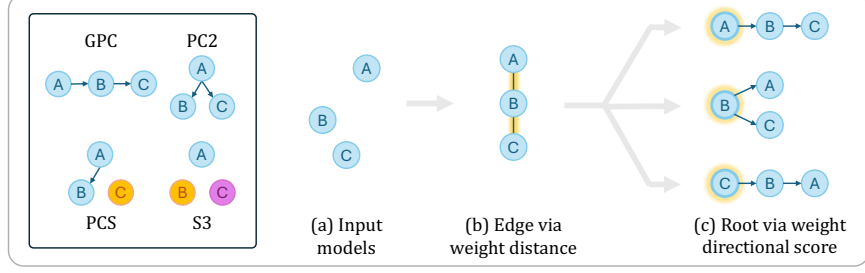 GPC
PC2
A B C
A
B C
A
B C
PCS
A
B C
S3
A
B
C
(a) Input
models
A
B
C
(b) Edge via
weight distance
A B C
B A
C
C B A
(c) Root via weight
directional score